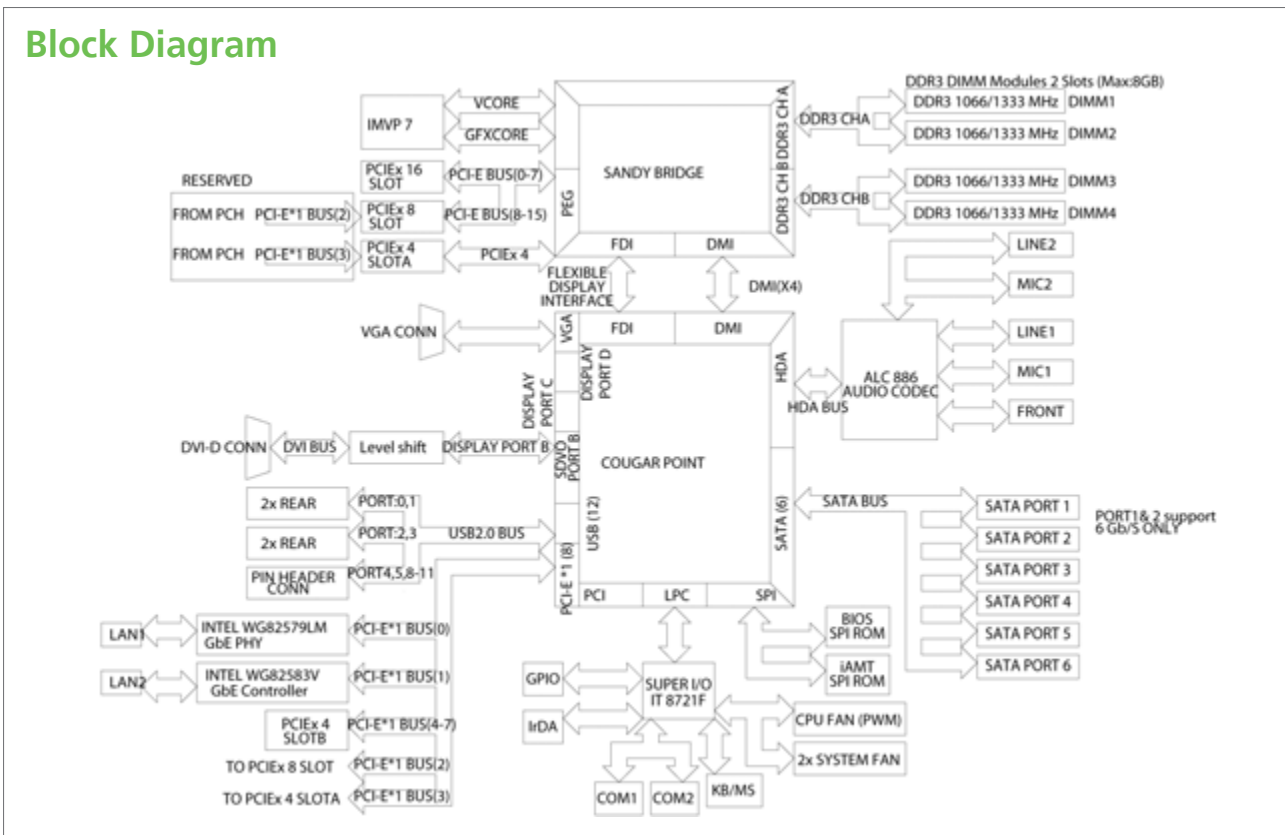 Block Diagram
DDR3 DIMM Modules 2 Slots (Max:8GB)
IMVP 7
VCORE
GFXCORE
SANDY BRIDGE
DDR3 CH A
DDR3 CH B
PEG
FDI
DMI
DDR3 CHA
DDR3 1066/1333 MHz DIMM1
DDR3 1066/1333 MHz DIMM2
DDR3 CHB
DDR3 1066/1333 MHz DIMM3
DDR3 1066/1333 MHz DIMM4
RESERVED
PCIEx 16
SLOT
PCI-E BUS(0-7)
FROM PCH PCI-E*1 BUS(2)
PCIEx 8
SLOT
PCI-E BUS(8-15)
FROM PCH PCI-E*1 BUS(3)
PCIEx 4
SLOTA
PCIEx 4
FLEXIBLE
DISPLAY
INTERFACE
DMI(X4)
LINE2
MIC2
LINE1
MIC1
FRONT
ALC 886
AUDIO CODEC
HDA BUS
VGA CONN
VGA
FDI
DMI
HDA
DISPLAY
PORT D
DISPLAY
PORT C
DVI-D CONN
DVI BUS
Level shift
DISPLAY PORT B
SDVO
PORT B
COUGAR POINT
2x REAR
PORT:0,1
2x REAR
PORT:2,3
USB2.0 BUS
PIN HEADER
CONN
PORT4,5,8-11
USB (12)
PCI-E *1 (8)
PCI
LPC
SPI
SATA (6)
SATA BUS
SATA PORT 1
SATA PORT 2
SATA PORT 3
SATA PORT 4
SATA PORT 5
SATA PORT 6
PORT1& 2 support
6 Gb/S ONLY
LAN1
INTEL WG82579LM
GbE PHY
PCI-E*1 BUS(0)
LAN2
INTEL WG82583V
GbE Controller
PCI-E*1 BUS(1)
PCIEx 4
SLOTB
PCI-E*1 BUS(4-7)
TO PCIEx 8 SLOT
PCI-E*1 BUS(2)
TO PCIEx 4 SLOTA
PCI-E*1 BUS(3)
BIOS
SPI ROM
iAMT
SPI ROM
GPIO
IrDA
SUPER I/O
IT 8721F
CPU FAN (PWM)
2x SYSTEM FAN
COM1
COM2
KB/MS